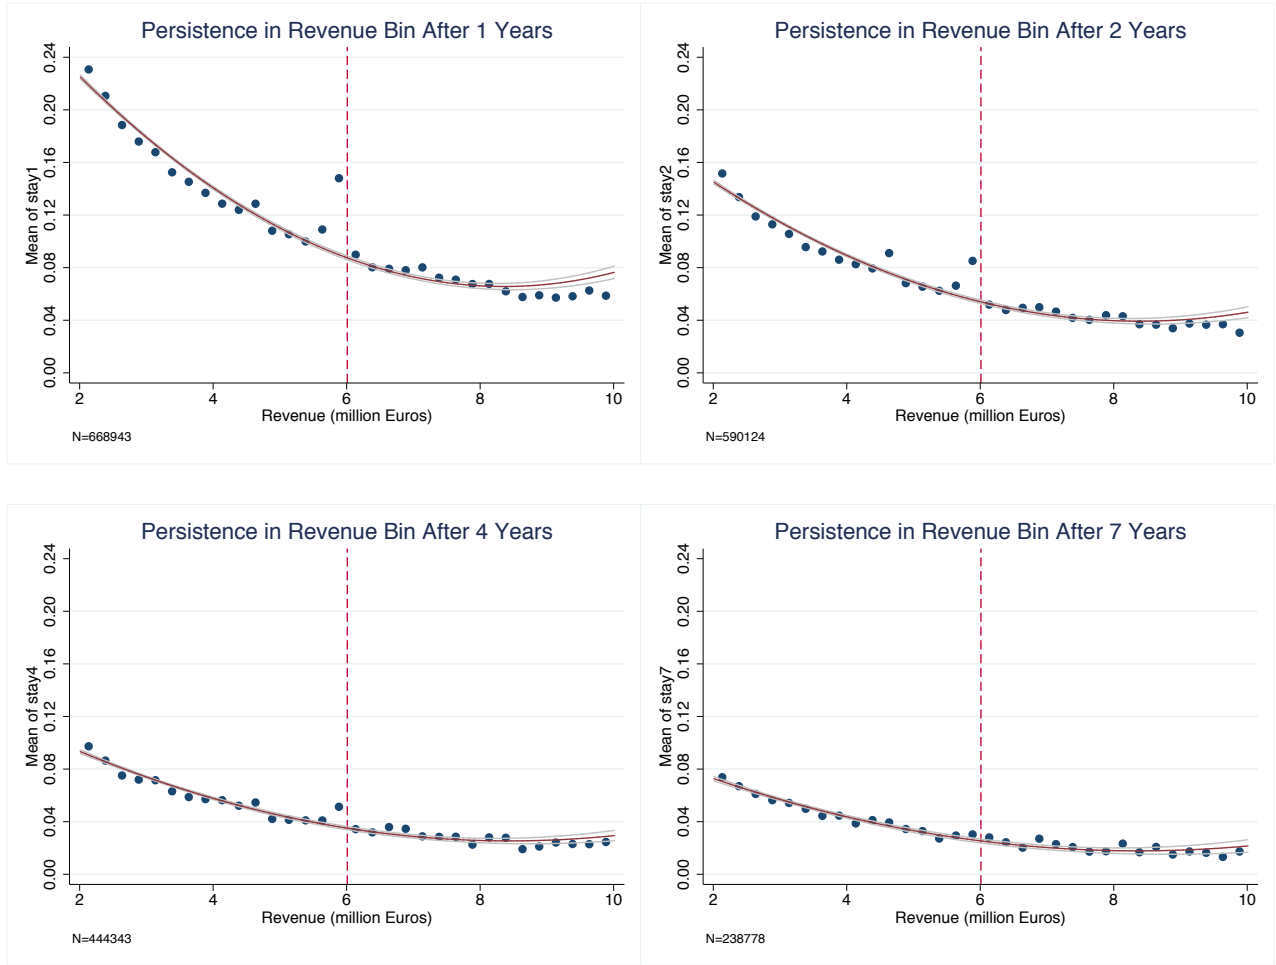 Persistence in Revenue Bin After 1 Years
Mean of stay1
0.24
0.20
0.16
0.12
0.08
0.04
0.00
2 4 6 8 10
Revenue (million Euros)
N=668943
Persistence in Revenue Bin After 2 Years
Mean of stay2
0.24
0.20
0.16
0.12
0.08
0.04
0.00
2 4 6 8 10
Revenue (million Euros)
N=590124
Persistence in Revenue Bin After 4 Years
Mean of stay4
0.24
0.20
0.16
0.12
0.08
0.04
0.00
2 4 6 8 10
Revenue (million Euros)
N=444343
Persistence in Revenue Bin After 7 Years
Mean of stay7
0.24
0.20
0.16
0.12
0.08
0.04
0.00
2 4 6 8 10
Revenue (million Euros)
N=238778